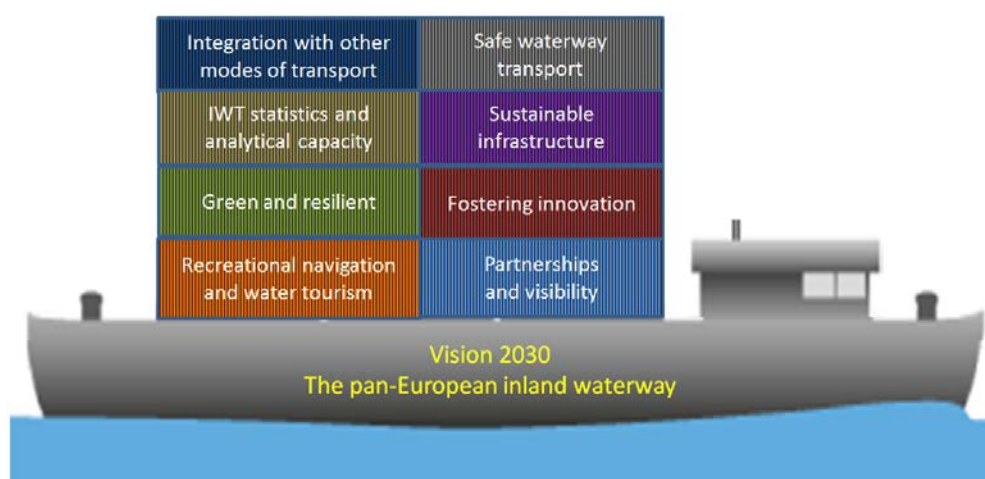 Integration with other
modes of transport
Safe waterway
transport
IWT statistics and
analytical capacity
Sustainable
infrastructure
Green and resilient
Fostering innovation
Recreational navigation
and water tourism
Partnerships
and visibility
Vision 2030
The pan-European inland waterway